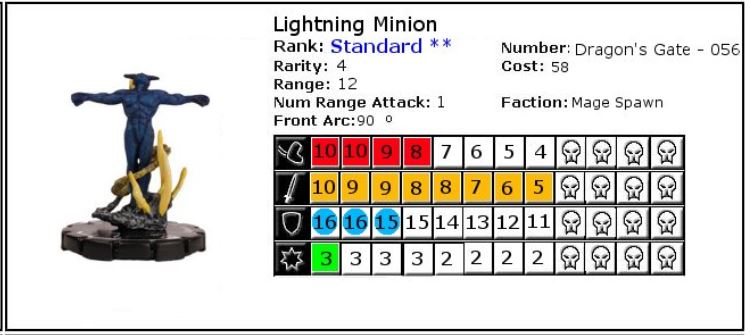 Lightning Minion
Rank: Standard **
Number: Dragon's Gate - 056
Rarity: 4
Cost: 58
Range: 12
Num Range Attack: 1
Faction: Mage Spawn
Front Arc:90 º
10 10 9 8 7 6 5 4
10 9 9 8 8 7 6 5
16 16 15 15 14 13 12 11
3 3 3 3 2 2 2 2